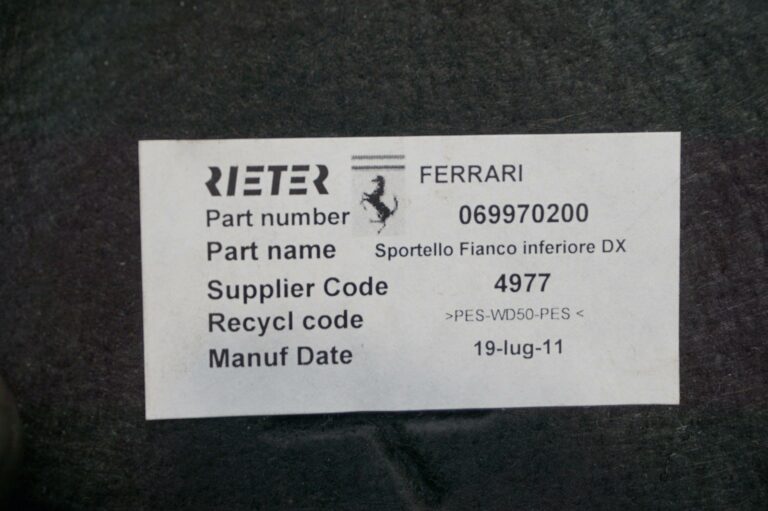 RIETER FERRARI
Part number 069970200
Part name Sportello Fianco inferiore DX
Supplier Code 4977
Recycl code >PES-WD50-PES <
Manuf Date 19-lug-11